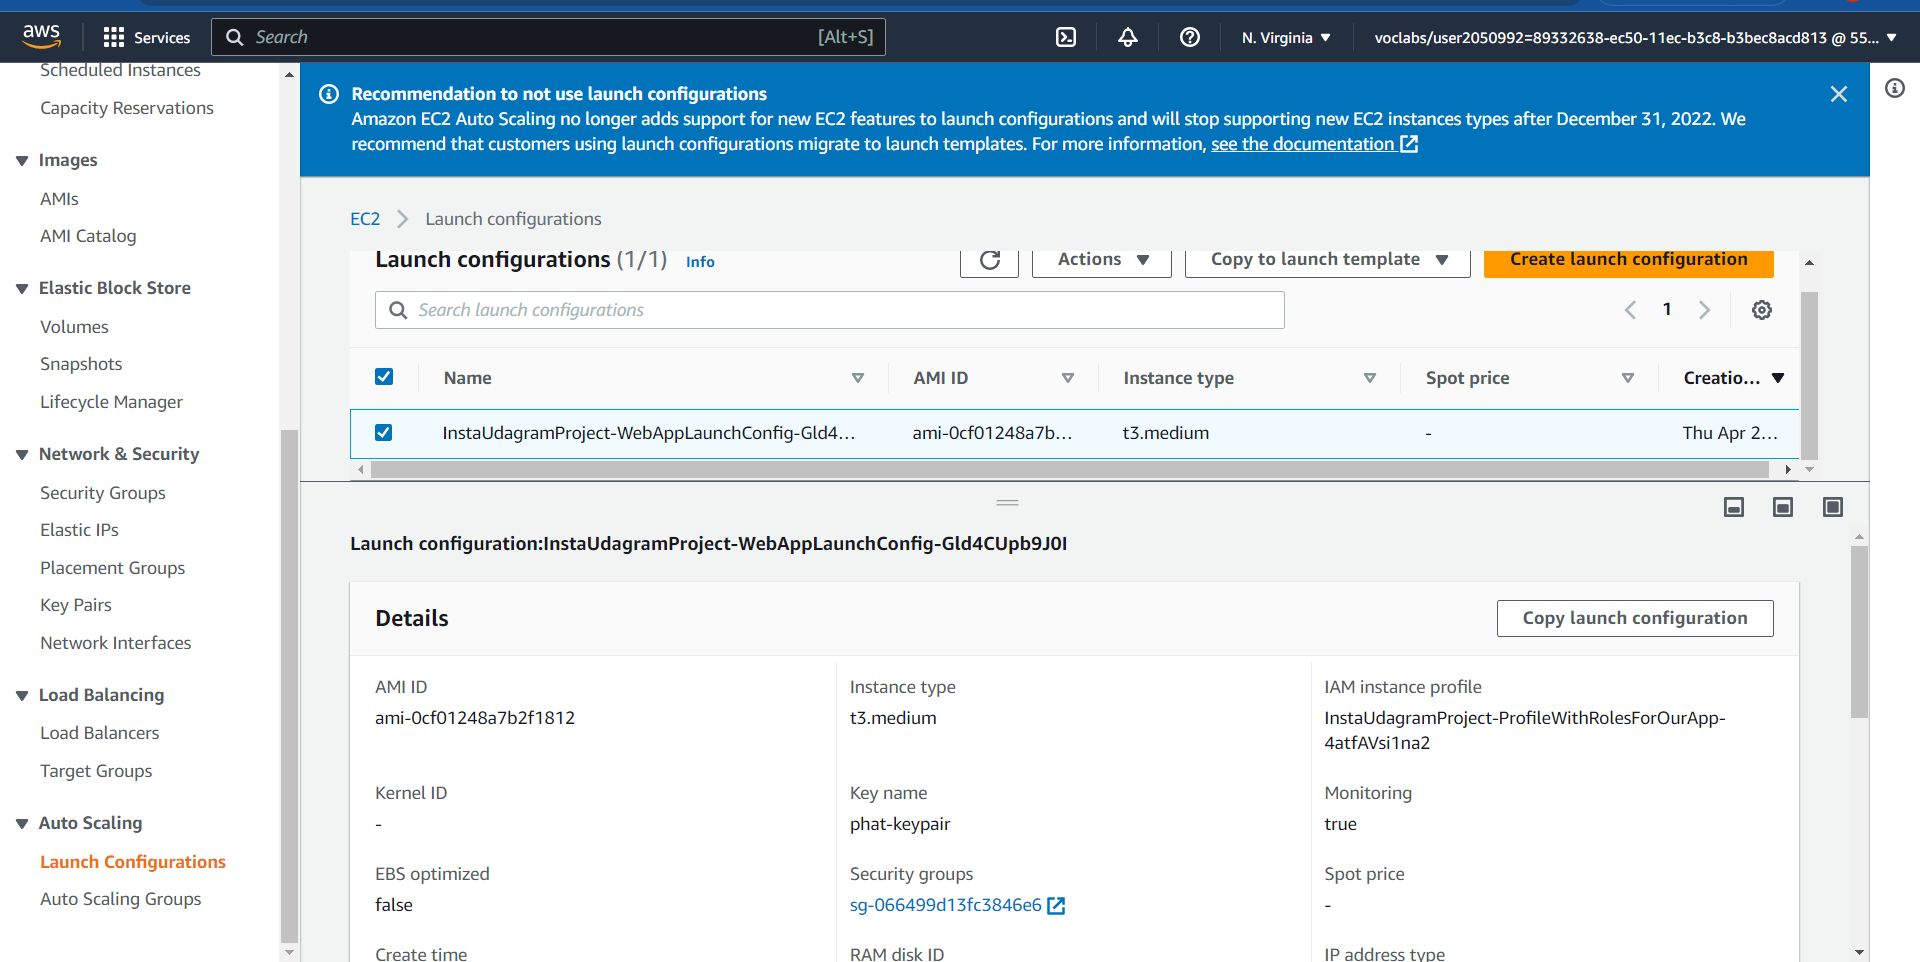 aws
Services
Search
[Alt+S]
N. Virginia
voclabs/user2050992=89332638-ec50-11ec-b3c8-b3bec8acd813 @ 55...
Scheduled Instances
Capacity Reservations
Images
AMIs
AMI Catalog
Elastic Block Store
Volumes
Snapshots
Lifecycle Manager
Network & Security
Security Groups
Elastic IPs
Placement Groups
Key Pairs
Network Interfaces
Load Balancing
Load Balancers
Target Groups
Auto Scaling
Launch Configurations
Auto Scaling Groups
Recommendation to not use launch configurations
Amazon EC2 Auto Scaling no longer adds support for new EC2 features to launch configurations and will stop supporting new EC2 instances types after December 31, 2022. We
recommend that customers using launch configurations migrate to launch templates. For more information, see the documentation
EC2
Launch configurations
Launch configurations (1/1) Info
Actions
Copy to launch template
Create launch configuration
Search launch configurations
1
Name
AMI ID
Instance type
Spot price
Creatio...
InstaUdagramProject-WebAppLaunchConfig-Gld4...
ami-0cf01248a7b...
t3.medium
-
Thu Apr 2...
Launch configuration:InstaUdagramProject-WebAppLaunchConfig-Gld4CUpb9J0I
Details
Copy launch configuration
AMI ID
ami-0cf01248a7b2f1812
Instance type
t3.medium
IAM instance profile
InstaUdagramProject-ProfileWithRolesForOurApp-
4atfAVsi1na2
Kernel ID
-
Key name
phat-keypair
Monitoring
true
EBS optimized
false
Security groups
sg-066499d13fc3846e6
Spot price
-
Create time
RAM disk ID
IP address type